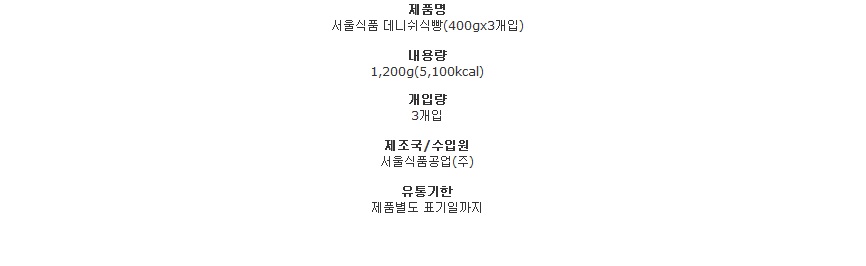 제품명
서울식품 데니쉬식빵(400gx3개입)
내용량
1,200g(5,100kcal)
개입량
3개입
제조국/수입원
서울식품공업(주)
유통기한
제품별도 표기일까지